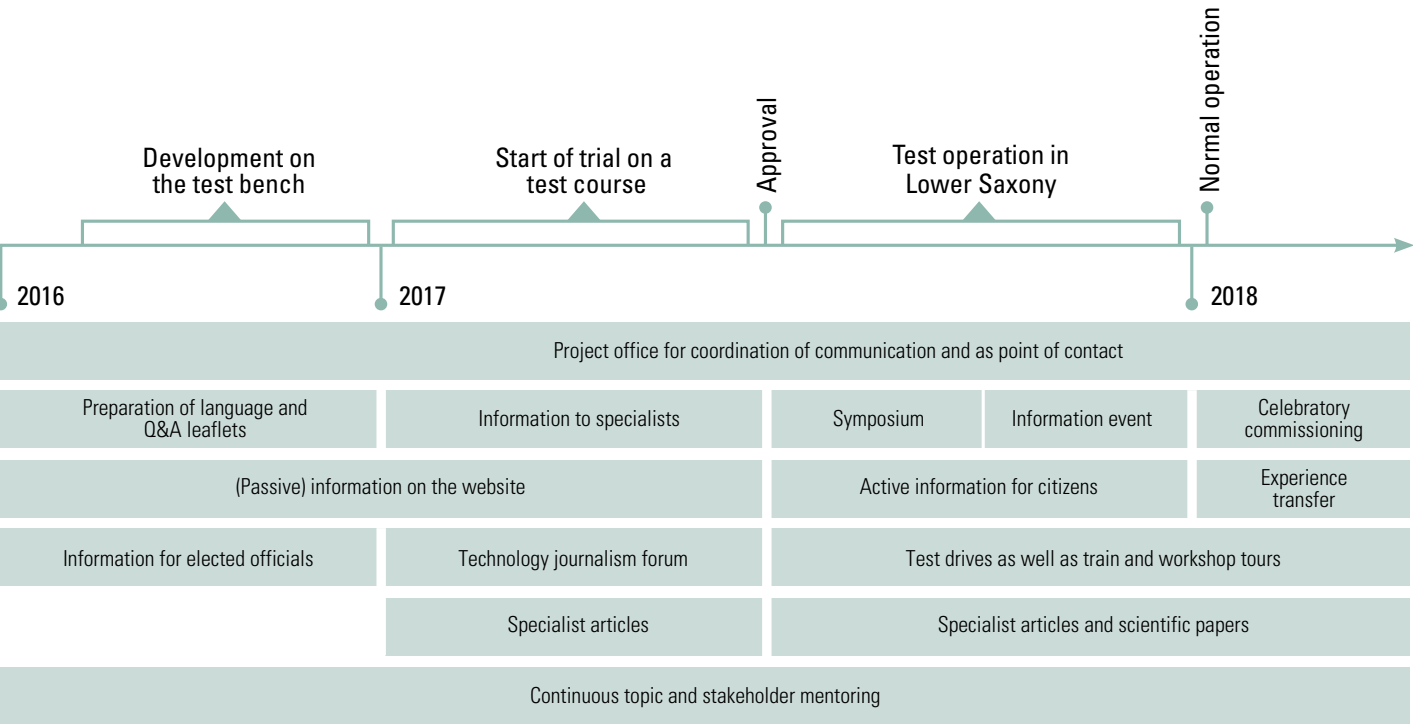 Development on
the test bench
Start of trial on a
test course
Approval
Test operation in
Lower Saxony
Normal operation
2016
2017
2018
Project office for coordination of communication and as point of contact
Preparation of language and
Q&A leaflets
Information to specialists
Symposium
Information event
Celebratory
commissioning
(Passive) information on the website
Active information for citizens
Experience
transfer
Information for elected officials
Technology journalism forum
Test drives as well as train and workshop tours
Specialist articles
Specialist articles and scientific papers
Continuous topic and stakeholder mentoring